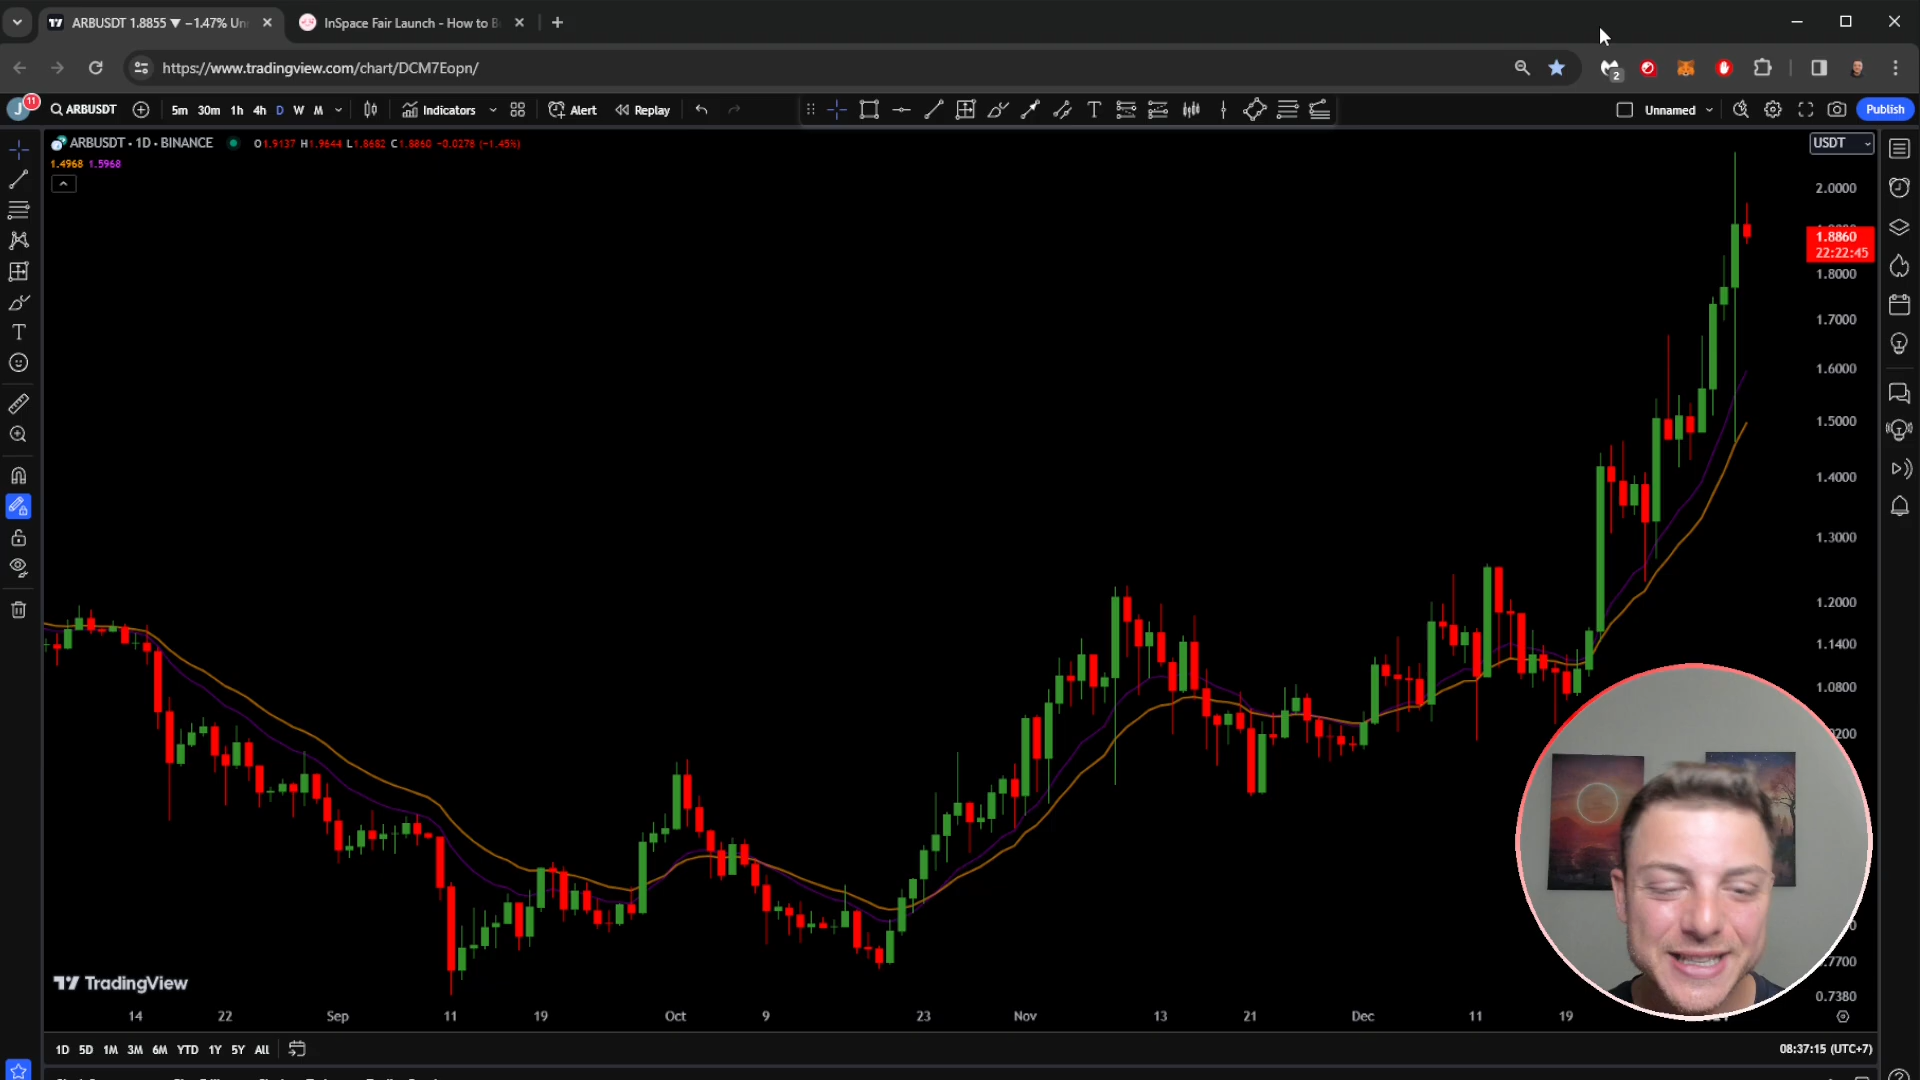 ARBUSDT 1.8855 ▼ −1.47% Un
InSpace Fair Launch - How to B
https://www.tradingview.com/chart/DCM7Eopn/
2
J 11 ARBUSDT 5m 30m 1h 4h D W M Indicators Alert Replay T Unnamed Publish
ARBUSDT · 1D · BINANCE O1.9137 H1.9644 L1.8682 C1.8860 -0.0278 (-1.45%)
1.4968 1.5968
USDT
2.0000
1.8860
22:22:45
1.8000
1.7000
1.6000
1.5000
1.4000
1.3000
1.2000
1.1400
1.0800
0.7380
TradingView
14 22 Sep 11 19 Oct 9 23 Nov 13 21 Dec 11 19
1D 5D 1M 3M 6M YTD 1Y 5Y All
08:37:15 (UTC+7)